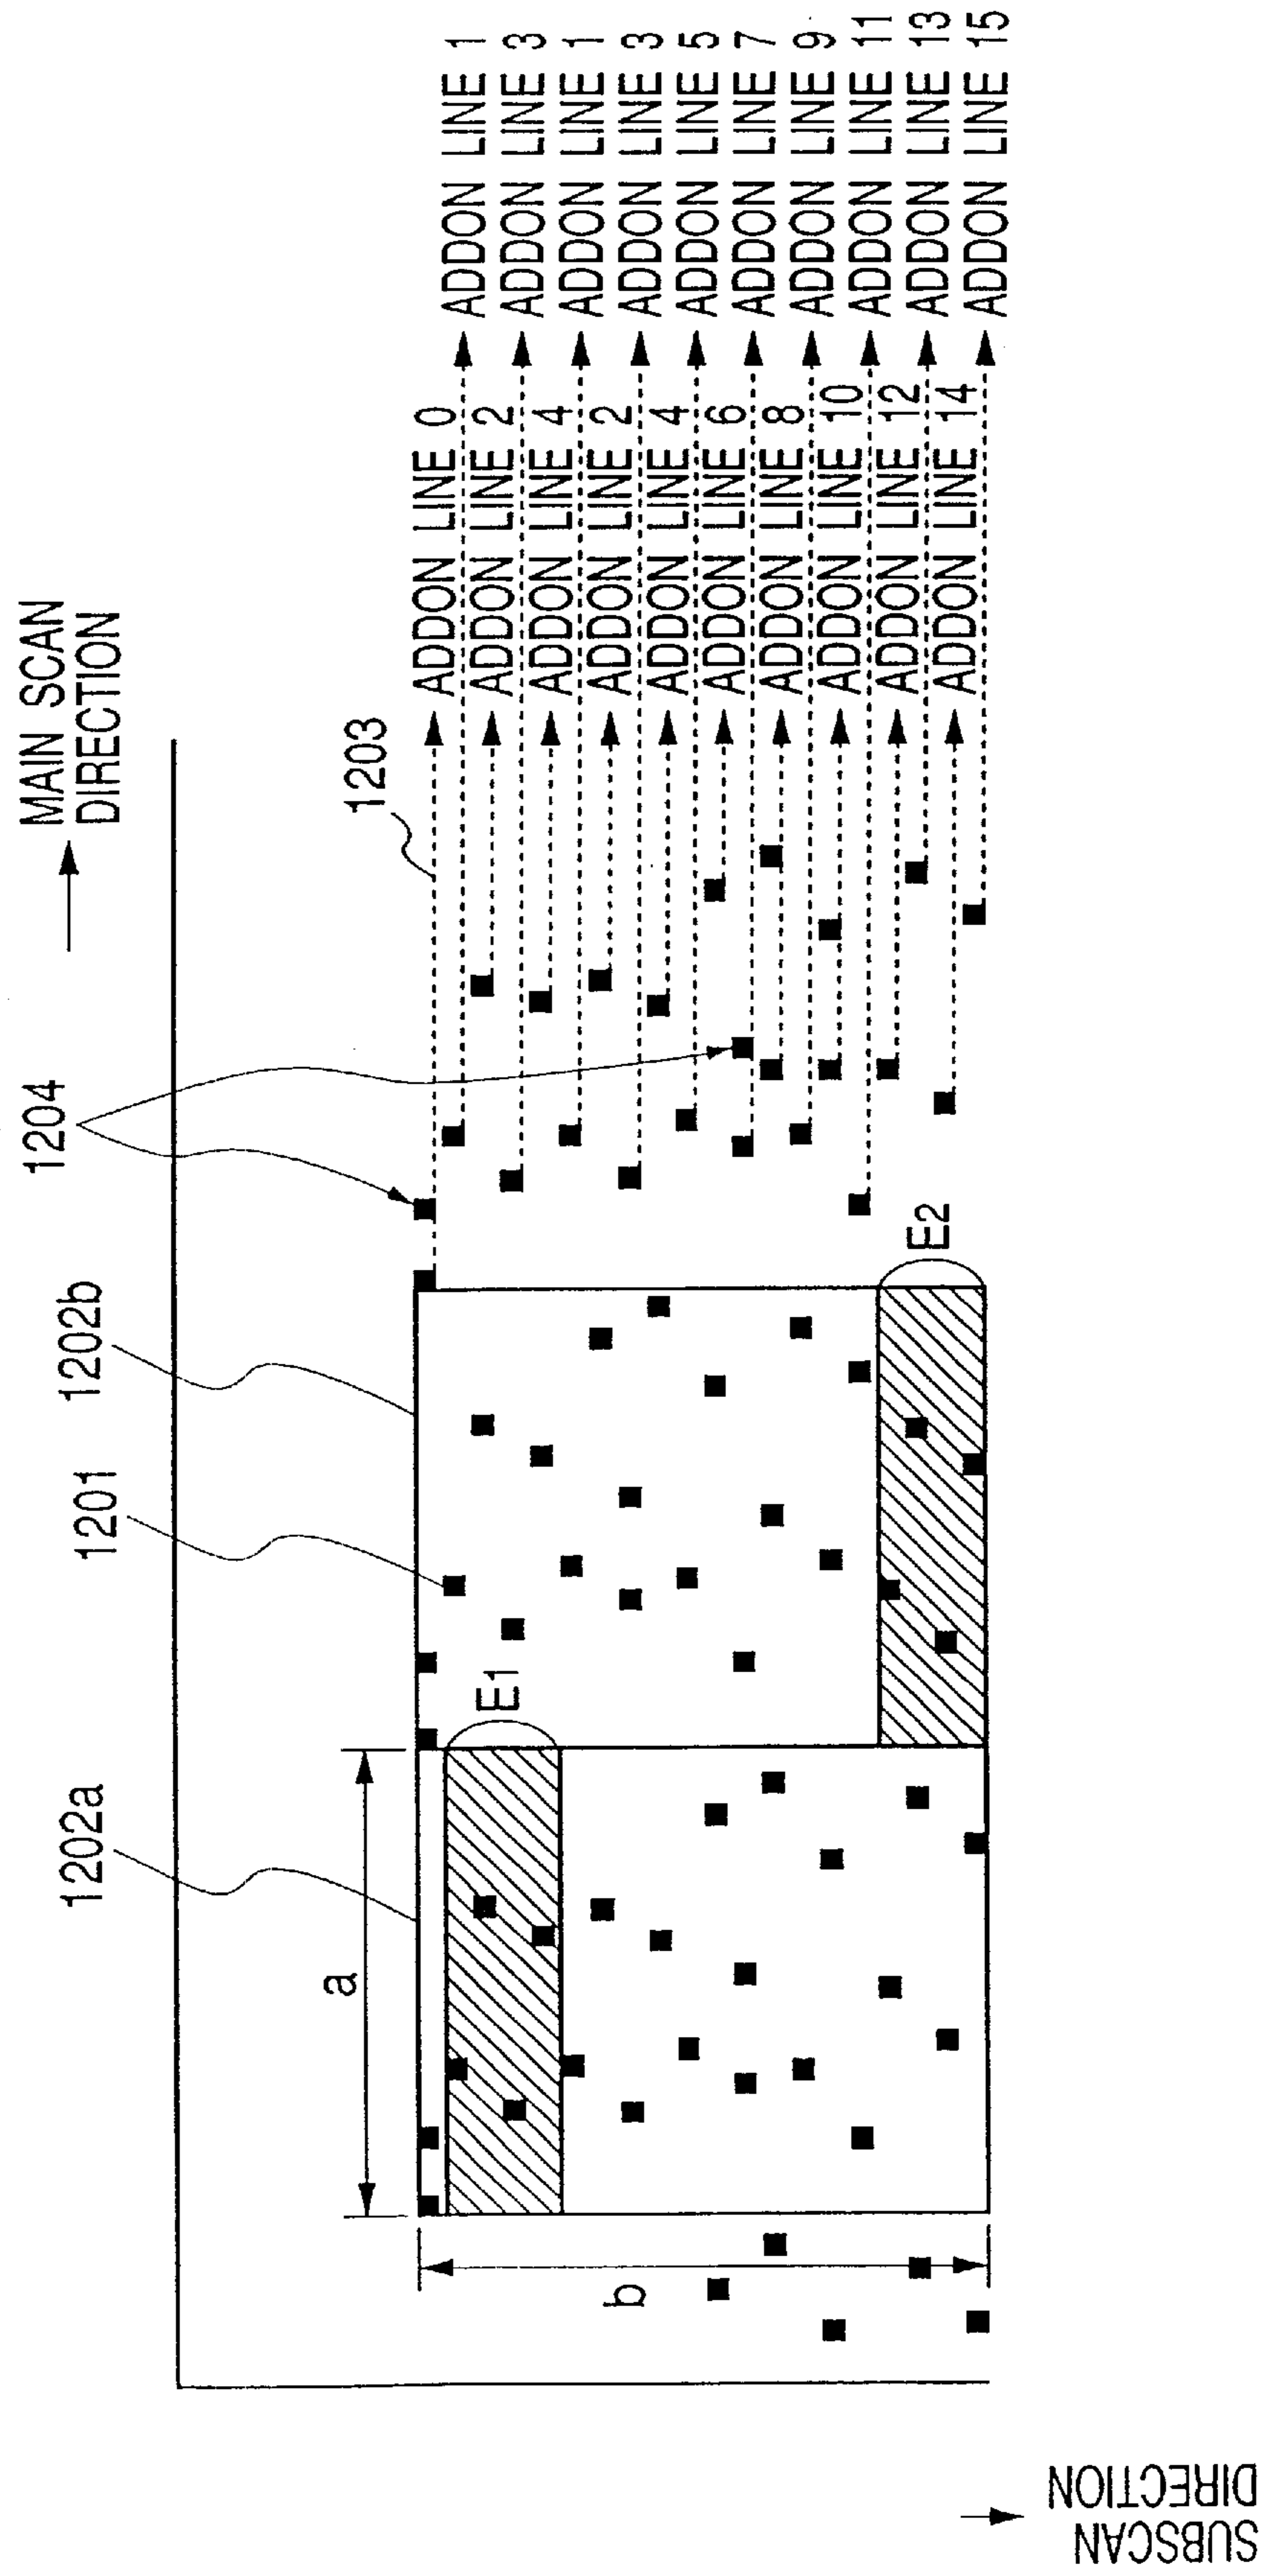 MAIN SCAN
DIRECTION
1202a
1201
1202b
1204
1203
a
b
E1
E2
ADDON LINE 0
ADDON LINE 1
ADDON LINE 2
ADDON LINE 3
ADDON LINE 4
ADDON LINE 1
ADDON LINE 2
ADDON LINE 3
ADDON LINE 4
ADDON LINE 5
ADDON LINE 6
ADDON LINE 7
ADDON LINE 8
ADDON LINE 9
ADDON LINE 10
ADDON LINE 11
ADDON LINE 12
ADDON LINE 13
ADDON LINE 14
ADDON LINE 15
SUBSCAN
DIRECTION